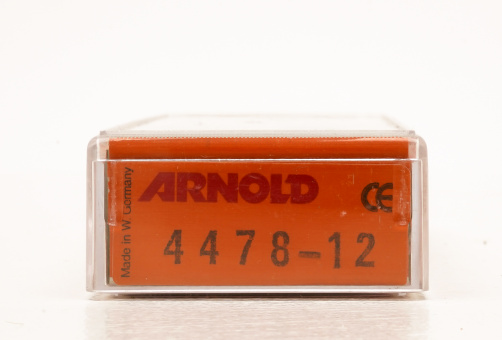 Made in W. Germany
ARNOLD
CE
4478-12